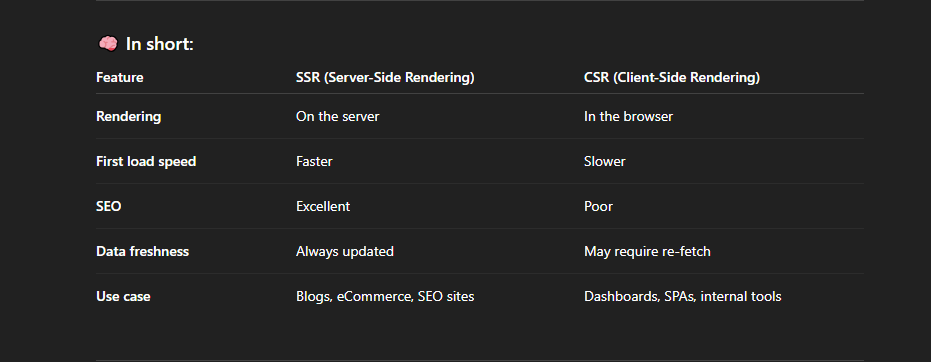 🧠 In short:
Feature SSR (Server-Side Rendering) CSR (Client-Side Rendering)
Rendering On the server In the browser
First load speed Faster Slower
SEO Excellent Poor
Data freshness Always updated May require re-fetch
Use case Blogs, eCommerce, SEO sites Dashboards, SPAs, internal tools